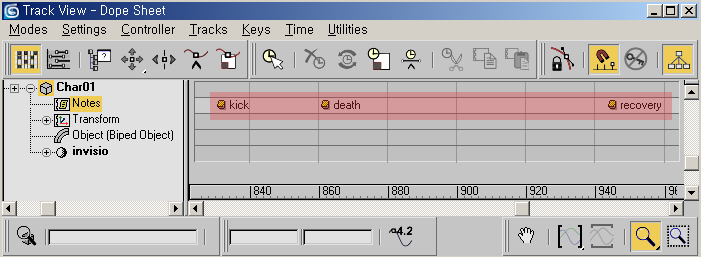 Track View - Dope Sheet
Modes Settings Controller Tracks Keys Time Utilities
Char01
Notes
Transform
Object (Biped Object)
invisio
kick death recovery
840 860 880 900 920 940 96
4.2